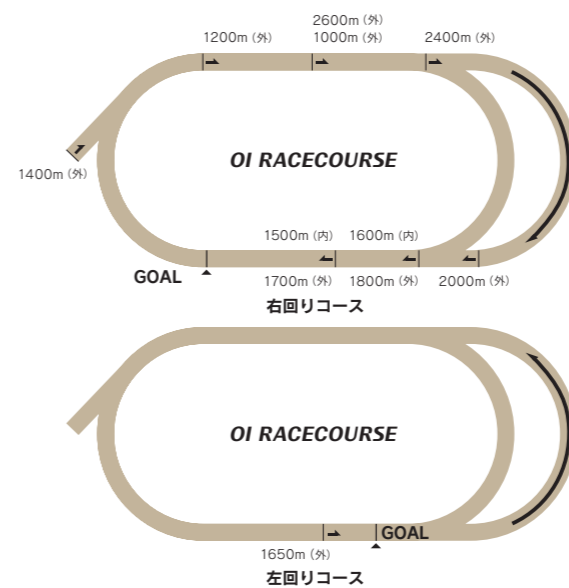 2600m (外)
1200m (外)
1000m (外)
2400m (外)
OI RACECOURSE
1400m (外)
1500m (内)
1600m (内)
GOAL
1700m (外)
1800m (外)
2000m (外)
右回りコース
OI RACECOURSE
GOAL
1650m (外)
左回りコース